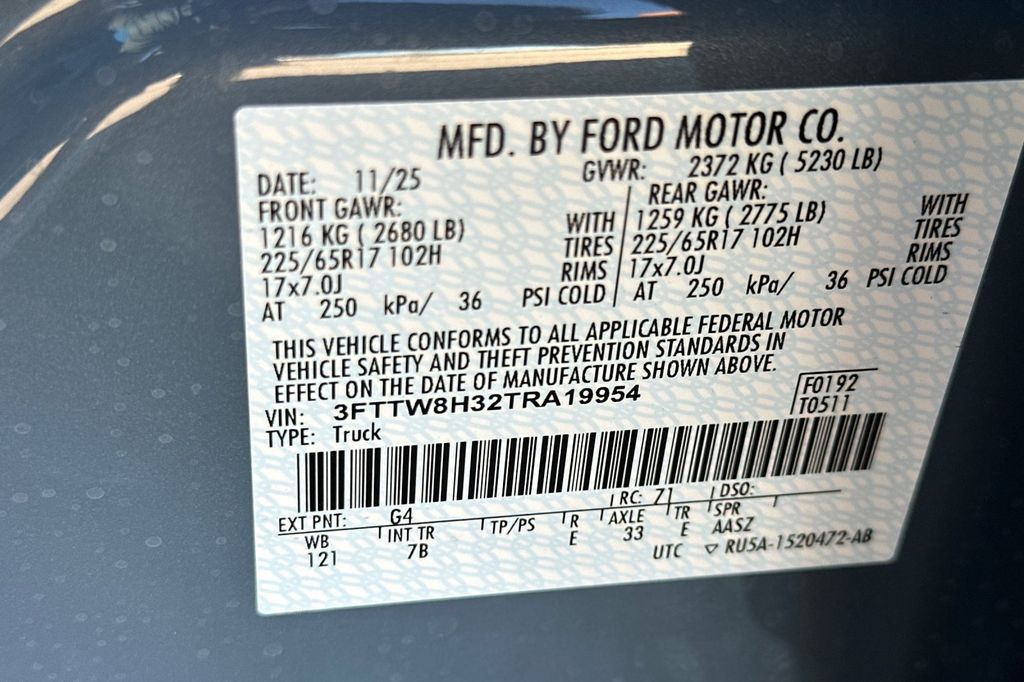 MFD. BY FORD MOTOR CO.
DATE: 11/25 GVWR: 2372 KG ( 5230 LB)
FRONT GAWR: REAR GAWR:
1216 KG ( 2680 LB) WITH 1259 KG ( 2775 LB) WITH
225/65R17 102H TIRES 225/65R17 102H TIRES
17x7.0J RIMS 17x7.0J RIMS
AT 250 kPa/ 36 PSI COLD AT 250 kPa/ 36 PSI COLD
THIS VEHICLE CONFORMS TO ALL APPLICABLE FEDERAL MOTOR
VEHICLE SAFETY AND THEFT PREVENTION STANDARDS IN
EFFECT ON THE DATE OF MANUFACTURE SHOWN ABOVE.
VIN: 3FTTW8H32TRA19954 F0192
TYPE: Truck T0511
EXT PNT: G4 RC: 71 DSO:
WB INT TR TP/PS R AXLE TR SPR
121 7B E 33 E AASZ
UTC ▽ RU5A-1520472-AB